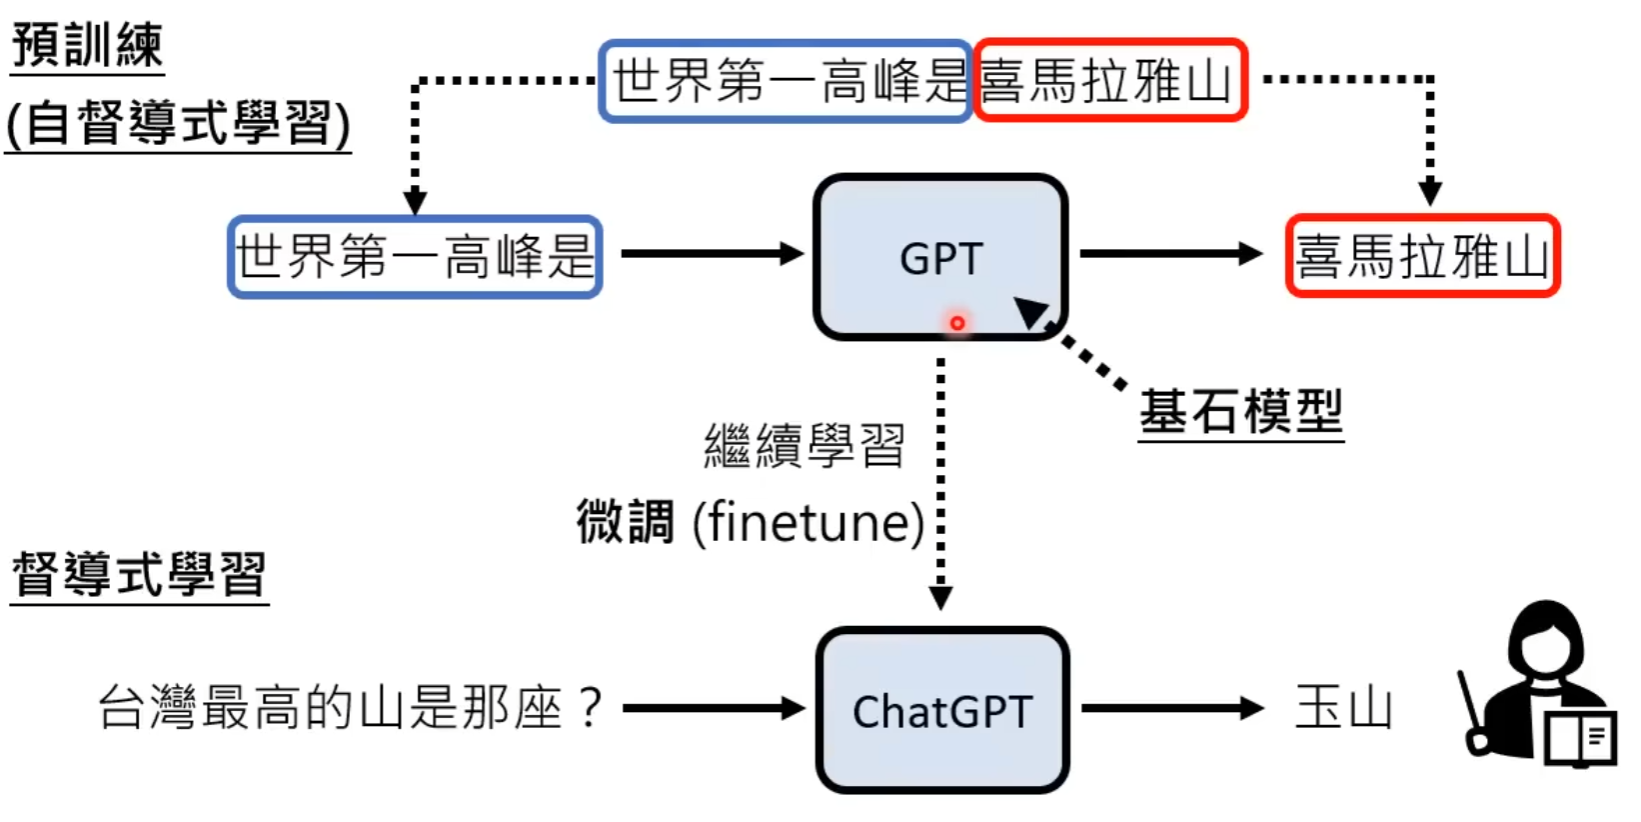 預訓練
(自督導式學習)
世界第一高峰是喜馬拉雅山
世界第一高峰是
GPT
喜馬拉雅山
基石模型
繼續學習
微調 (finetune)
督導式學習
台灣最高的山是那座？
ChatGPT
玉山